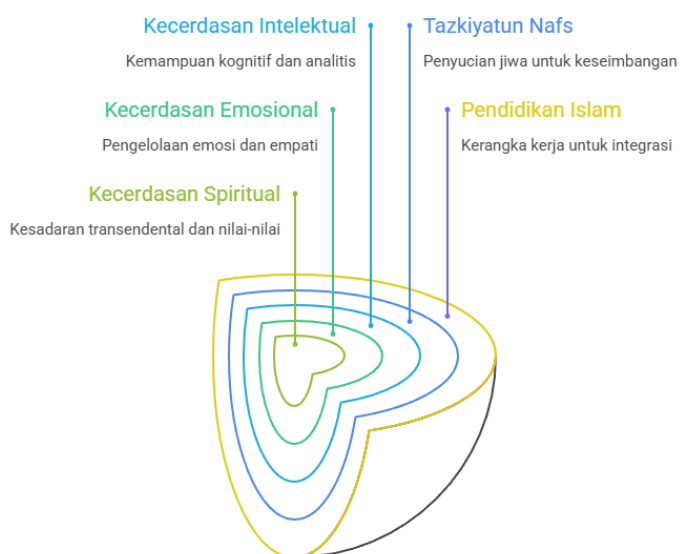 Kecerdasan Intelektual
Kemampuan kognitif dan analitis
Tazkiyatun Nafs
Penyucian jiwa untuk keseimbangan
Kecerdasan Emosional
Pengelolaan emosi dan empati
Pendidikan Islam
Kerangka kerja untuk integrasi
Kecerdasan Spiritual
Kesadaran transendental dan nilai-nilai